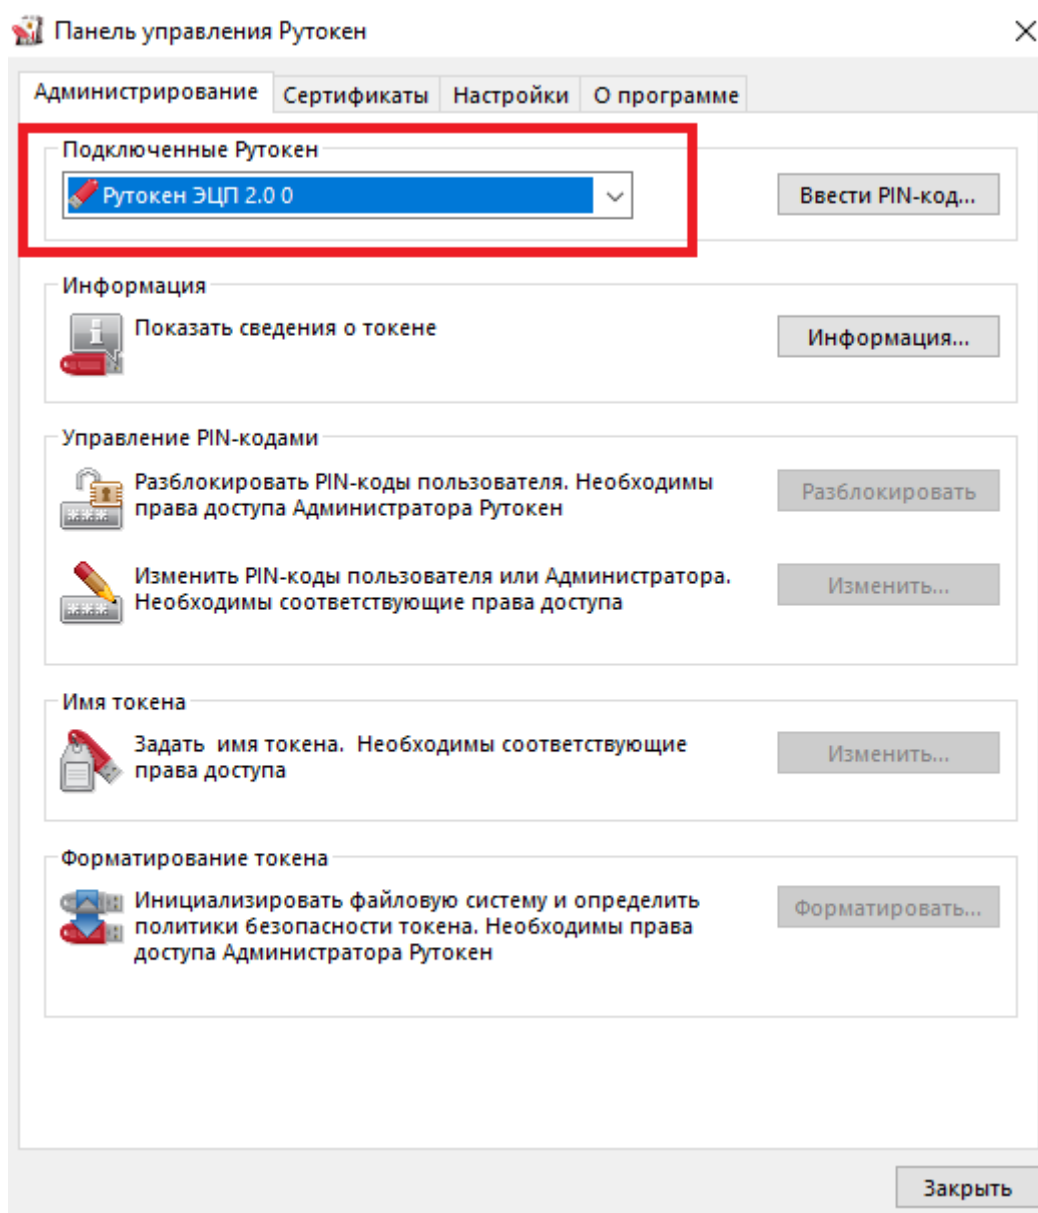 Панель управления Рутокен
Администрирование
Сертификаты
Настройки
О программе
Подключенные Рутокен
Рутокен ЭЦП 2.0 0
Ввести PIN-код...
Информация
Показать сведения о токене
Информация...
Управление PIN-кодами
Разблокировать PIN-коды пользователя. Необходимы
права доступа Администратора Рутокен
Разблокировать
Изменить PIN-коды пользователя или Администратора.
Необходимы соответствующие права доступа
Изменить...
Имя токена
Задать  имя токена.  Необходимы соответствующие
права доступа
Изменить...
Форматирование токена
Инициализировать файловую систему и определить
политики безопасности токена. Необходимы права
доступа Администратора Рутокен
Форматировать...
Закрыть